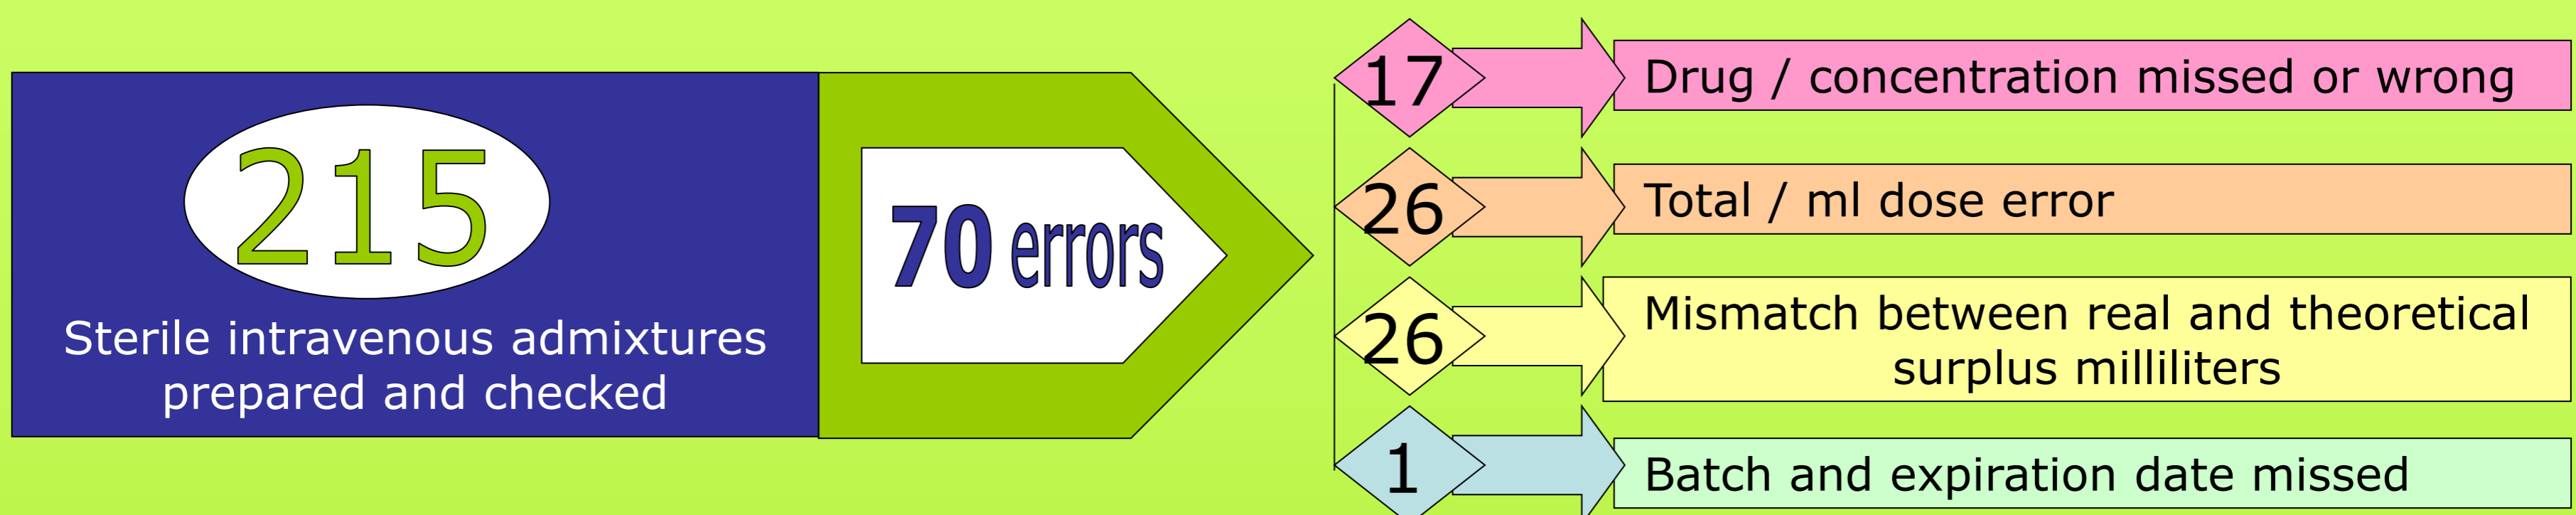 215
Sterile intravenous admixtures
prepared and checked
70 errors
17
Drug / concentration missed or wrong
26
Total / ml dose error
26
Mismatch between real and theoretical
surplus milliliters
1
Batch and expiration date missed